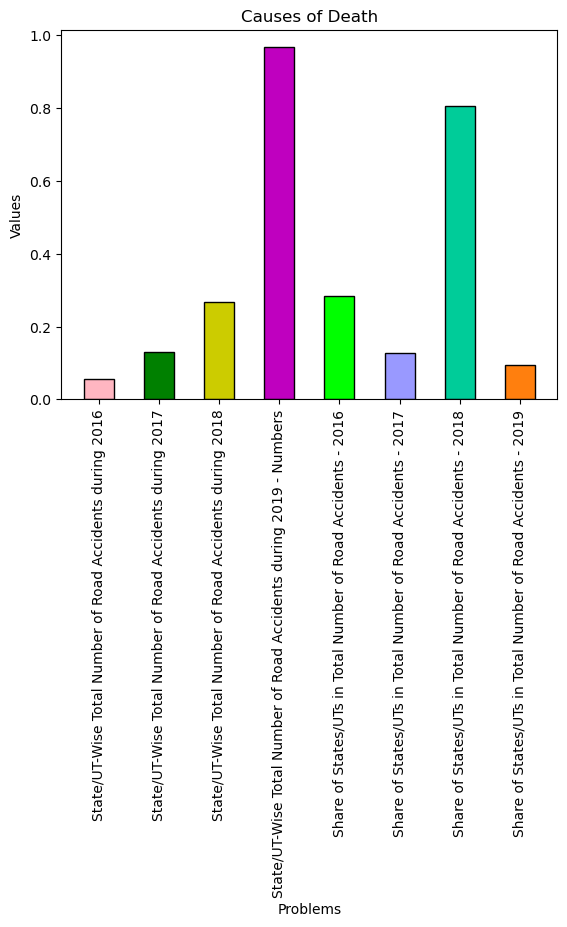 Causes of Death
Values
1.0
0.8
0.6
0.4
0.2
0.0
State/UT-Wise Total Number of Road Accidents during 2016
State/UT-Wise Total Number of Road Accidents during 2017
State/UT-Wise Total Number of Road Accidents during 2018
State/UT-Wise Total Number of Road Accidents during 2019 - Numbers
Share of States/UTs in Total Number of Road Accidents - 2016
Share of States/UTs in Total Number of Road Accidents - 2017
Share of States/UTs in Total Number of Road Accidents - 2018
Share of States/UTs in Total Number of Road Accidents - 2019
Problems